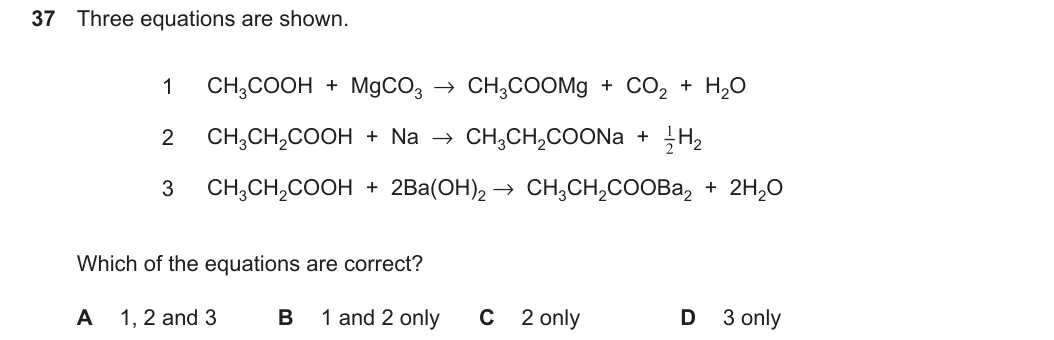 37 Three equations are shown.
1 CH₃COOH + MgCO₃ → CH₃COOMg + CO₂ + H₂O
2 CH₃CH₂COOH + Na → CH₃CH₂COONa + ½H₂
3 CH₃CH₂COOH + 2Ba(OH)₂ → CH₃CH₂COOBa₂ + 2H₂O
Which of the equations are correct?
A 1, 2 and 3 B 1 and 2 only C 2 only D 3 only